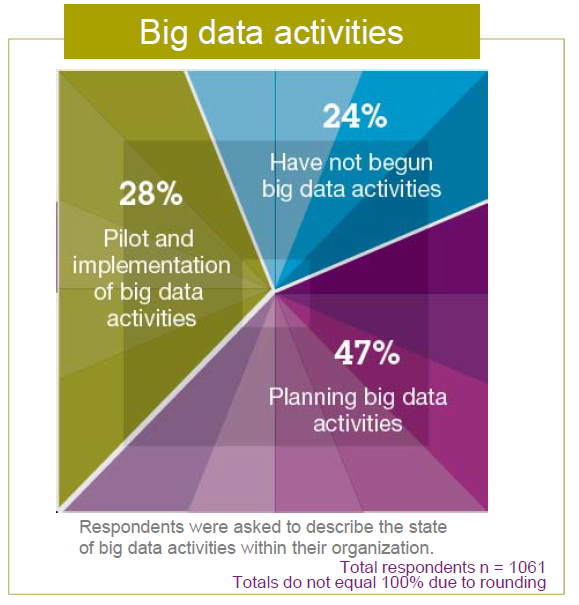 Big data activities
24%
Have not begun
big data activities
28%
Pilot and
implementation
of big data
activities
47%
Planning big data
activities
Respondents were asked to describe the state
of big data activities within their organization.
Total respondents n = 1061
Totals do not equal 100% due to rounding